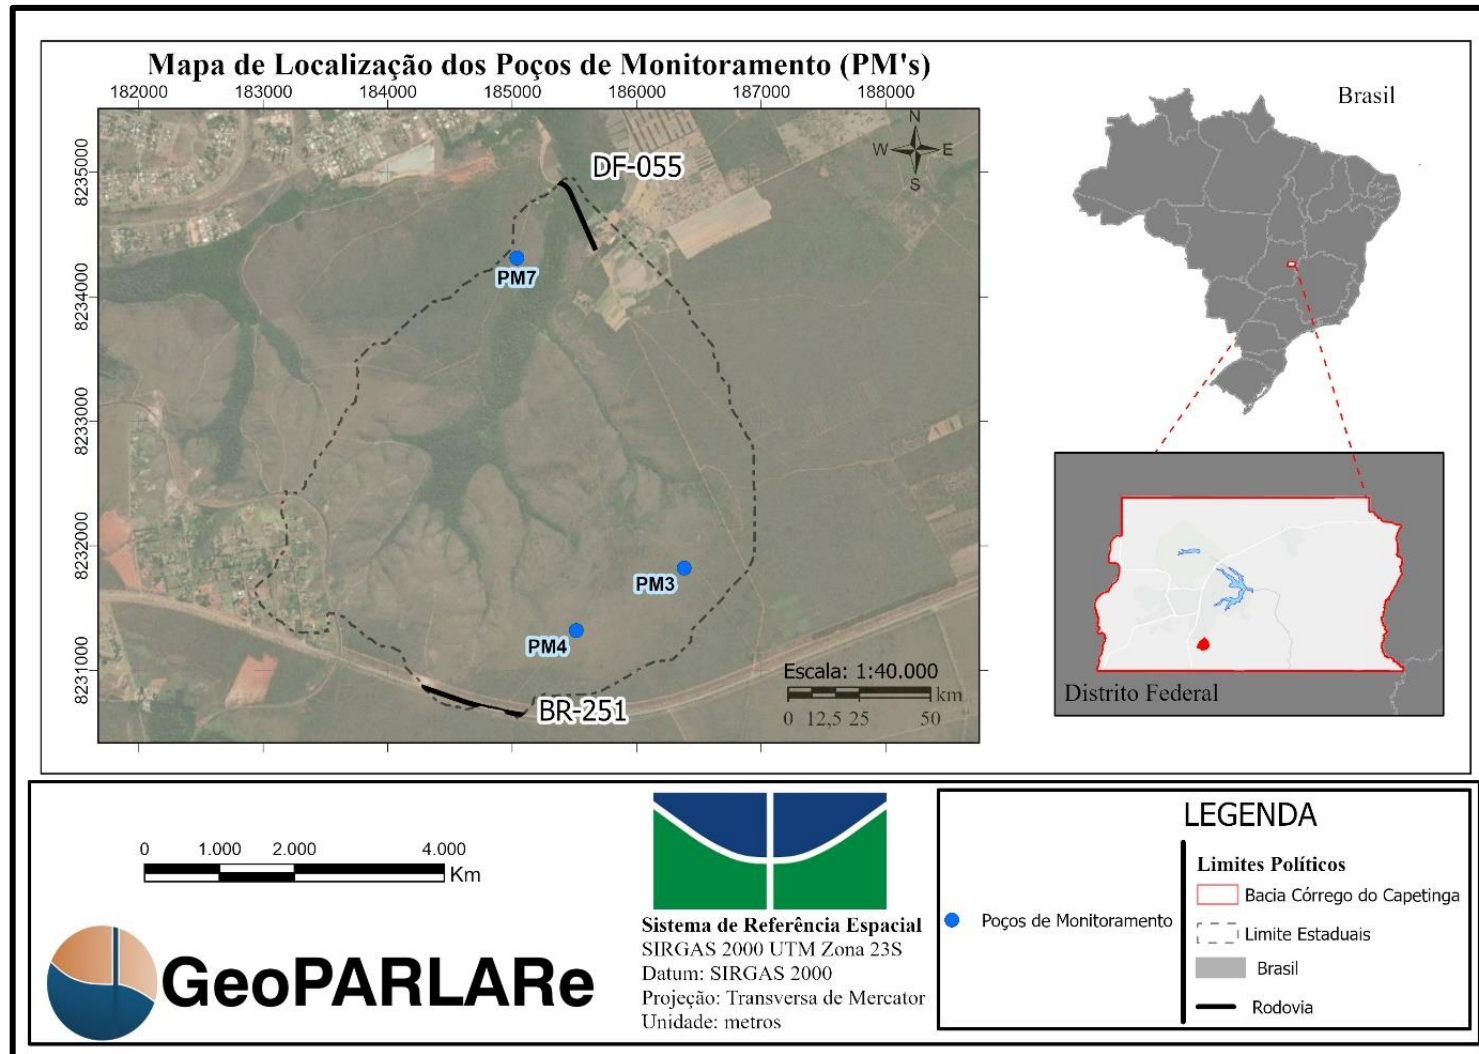 Mapa de Localização dos Poços de Monitoramento (PM's)
182000 183000 184000 185000 186000 187000 188000
8235000
8234000
8233000
8232000
8231000
N
W E
S
DF-055
PM7
PM3
PM4
BR-251
Escala: 1:40.000
km
0 12,5 25 50
Brasil
Distrito Federal
0 1.000 2.000 4.000
Km
GeoPARLARe
Sistema de Referência Espacial
SIRGAS 2000 UTM Zona 23S
Datum: SIRGAS 2000
Projeção: Transversa de Mercator
Unidade: metros
LEGENDA
Poços de Monitoramento
Limites Políticos
Bacia Córrego do Capetinga
Limite Estaduais
Brasil
Rodovia